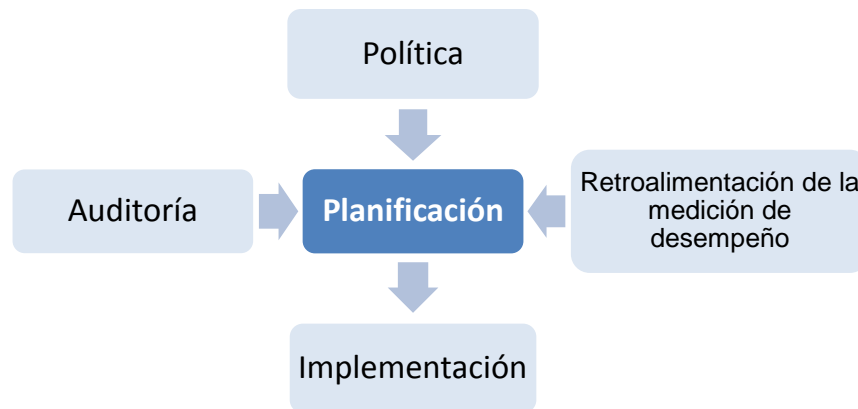 Política
Auditoría
Planificación
Retroalimentación de la
medición de
desempeño
Implementación